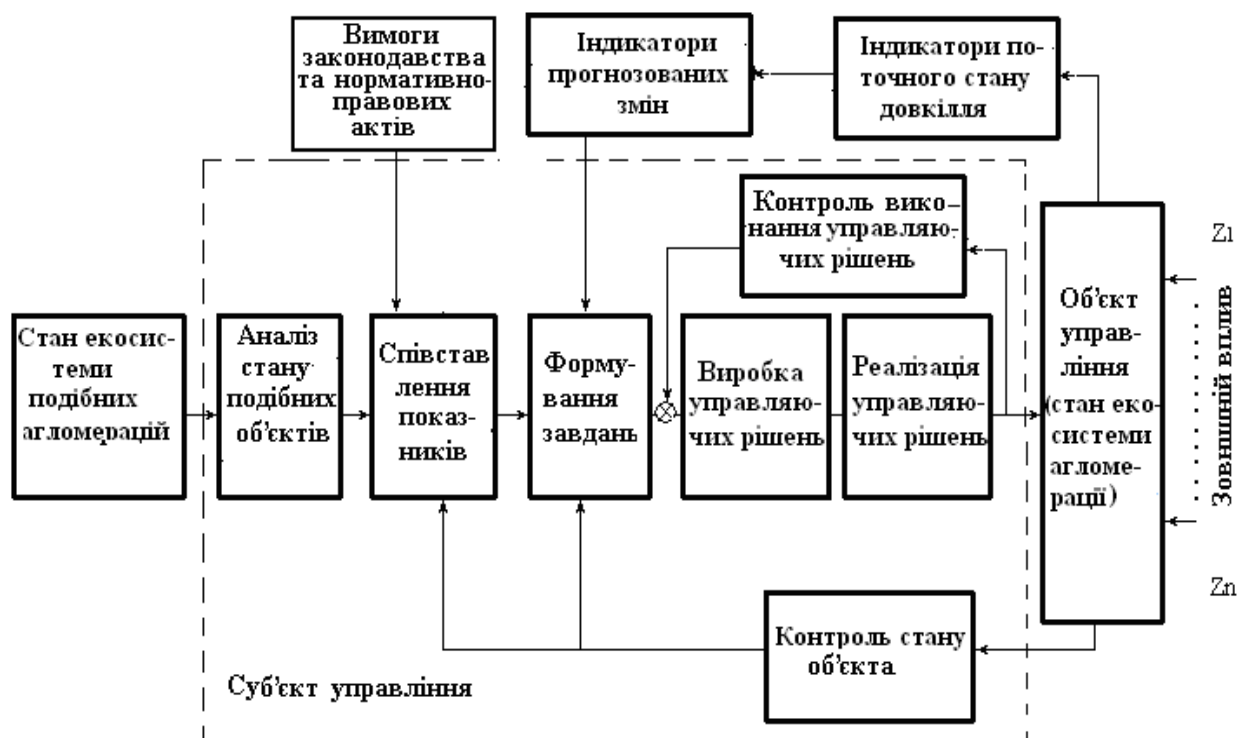 Вимоги
законодавства
та нормативно-
правових
актів
Індикатори
прогнозованих
змін
Індикатори по-
точного стану
довкілля
Контроль вико-
нання управляю-
чих рішень
Z1
Зовнішній вплив
Zn
Стан екосис-
теми
подібних
агломерацій
Аналіз
стану
подібних
об'єктів
Співстав-
лення
показ-
ників
Форму-
вання
завдань
Виробка
управляю-
чих рішень
Реалізація
управляю-
чих рішень
Об'єкт
управ-
ління
(стан еко-
системи
агломе-
рації)
Контроль стану
об'єкта
Суб'єкт управління